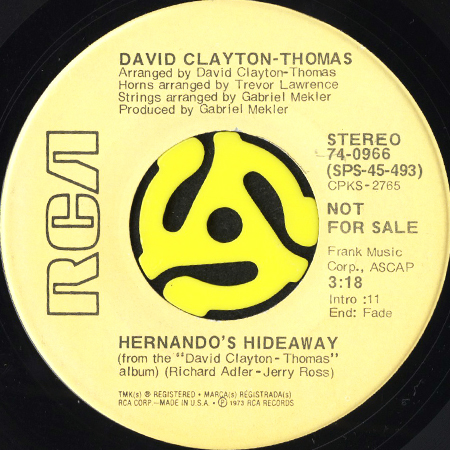 DAVID CLAYTON-THOMAS
Arranged by David Clayton-Thomas
Horns arranged by Trevor Lawrence
Strings arranged by Gabriel Mekler
Produced by Gabriel Mekler
RCA
STEREO
74-0966
(SPS-45-493)
CPKS-2765
NOT
FOR SALE
Frank Music
Corp., ASCAP
3:18
Intro :11
End: Fade
HERNANDO'S HIDEAWAY
(from the "David Clayton-Thomas"
album) (Richard Adler-Jerry Ross)
TMK(s) ® REGISTERED • MARCA(s) REGISTRADA(s)
RCA CORP.—MADE IN U.S.A. • ℗ 1973 RCA RECORDS